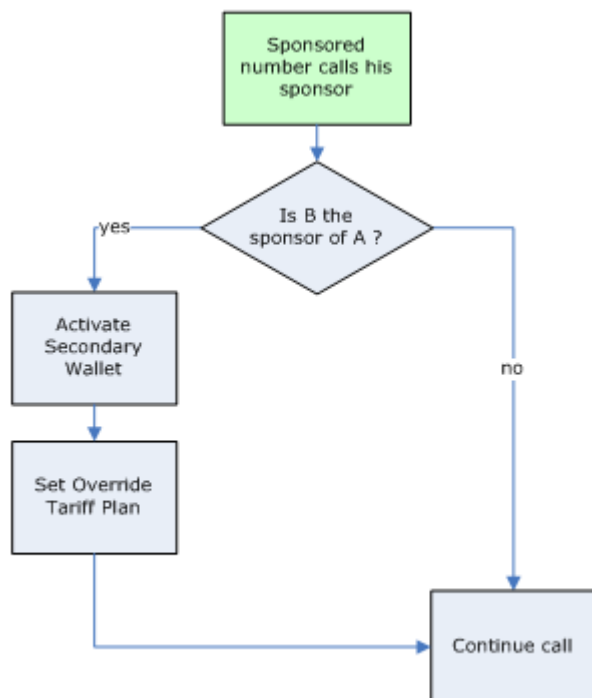 Sponsored
number calls his
sponsor
Is B the
sponsor of A ?
yes
Activate
Secondary
Wallet
no
Set Override
Tariff Plan
Continue call